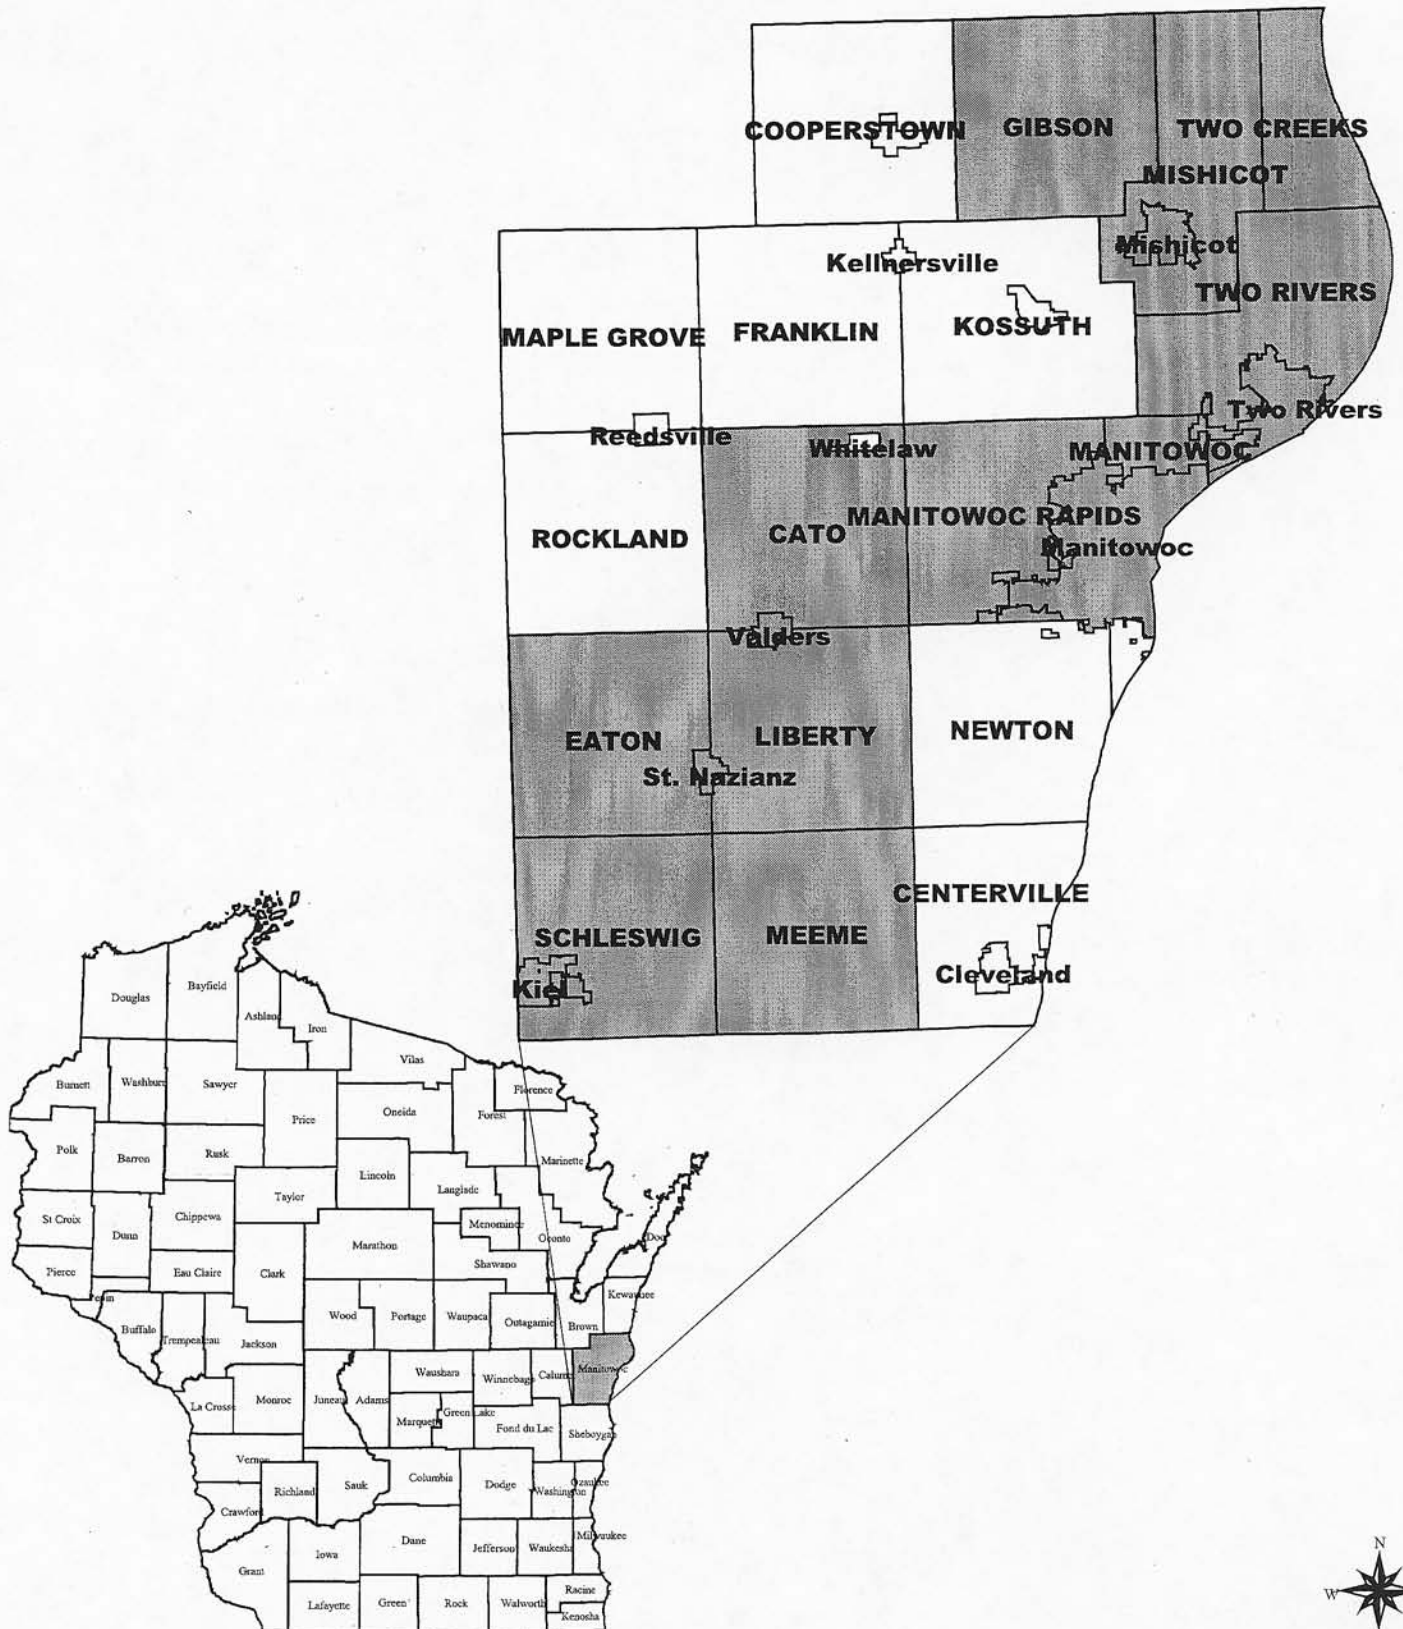 COOPERSTOWN
GIBSON
TWO CREEKS
MISHICOT
Mishicot
Kellnersville
TWO RIVERS
MAPLE GROVE
FRANKLIN
KOSSUTH
Two Rivers
Reedsville
Whitelaw
MANITOWOC
MANITOWOC RAPIDS
ROCKLAND
CATO
Manitowoc
Valders
EATON
LIBERTY
NEWTON
St. Nazianz
CENTERVILLE
SCHLESWIG
MEEME
Cleveland
Kiel
Douglas
Bayfield
Ashland
Iron
Vilas
Burnett
Washburn
Sawyer
Florence
Price
Oneida
Forest
Polk
Barron
Rusk
Marinette
Lincoln
Langlade
Taylor
St Croix
Chippewa
Menominee
Dunn
Marathon
Oconto
Door
Pierce
Eau Claire
Clark
Shawano
Pepin
Kewaunee
Buffalo
Trempealeau
Jackson
Wood
Portage
Waupaca
Outagamie
Brown
Manitowoc
Waushara
Winnebago
Calumet
La Crosse
Monroe
Juneau
Adams
Marquette
Green Lake
Fond du Lac
Sheboygan
Vernon
Richland
Sauk
Columbia
Dodge
Washington
Ozaukee
Crawford
Dane
Jefferson
Waukesha
Milwaukee
Grant
Iowa
Lafayette
Green
Rock
Walworth
Racine
Kenosha
N
W